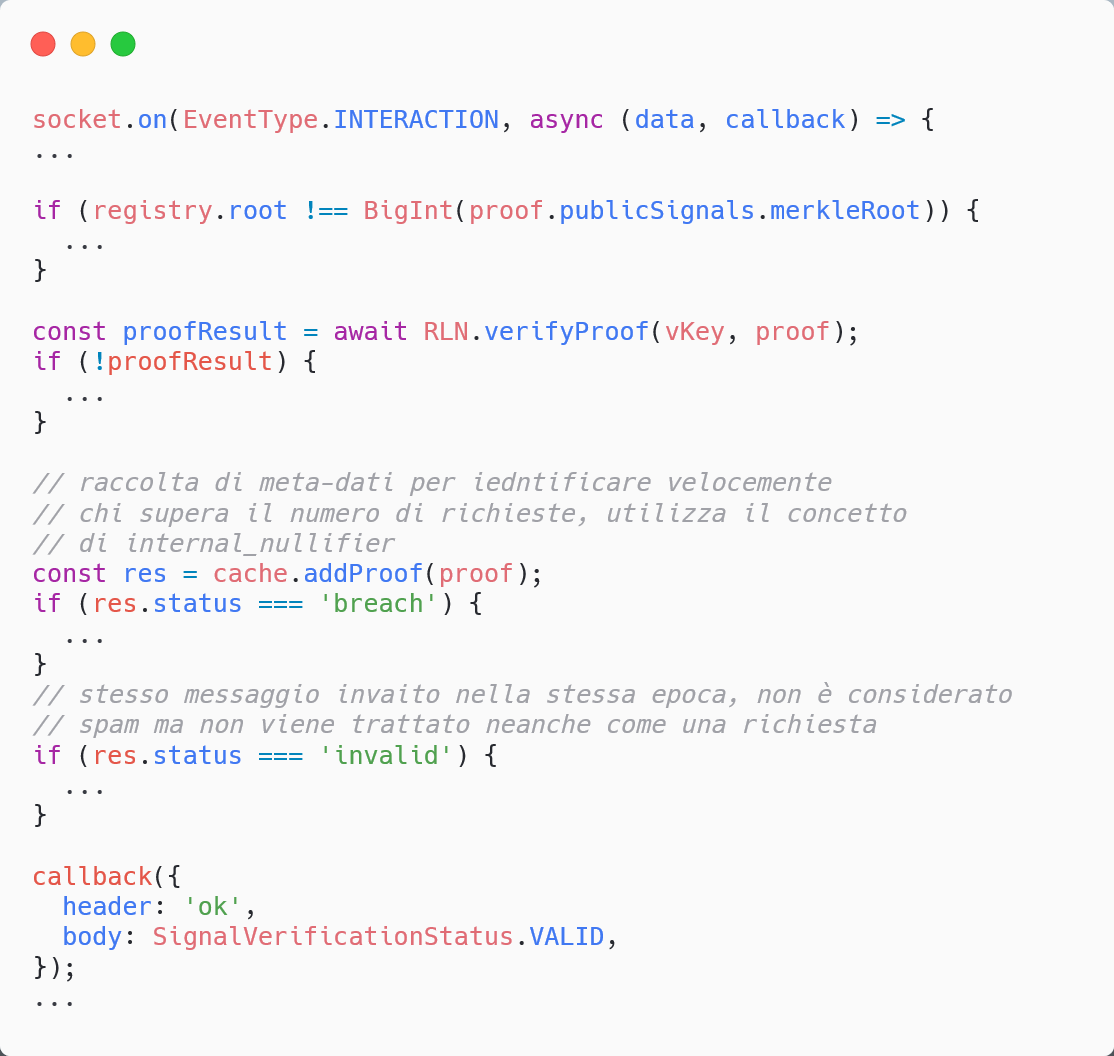 socket.on(EventType.INTERACTION, async (data, callback) => {
...
if (registry.root !== BigInt(proof.publicSignals.merkleRoot)) {
  ...
}
const proofResult = await RLN.verifyProof(vKey, proof);
if (!proofResult) {
  ...
}
// raccolta di meta-dati per iedntificare velocemente
// chi supera il numero di richieste, utilizza il concetto
// di internal_nullifier
const res = cache.addProof(proof);
if (res.status === 'breach') {
  ...
}
// stesso messaggio invaito nella stessa epoca, non è considerato
// spam ma non viene trattato neanche come una richiesta
if (res.status === 'invalid') {
  ...
}
callback({
  header: 'ok',
  body: SignalVerificationStatus.VALID,
});
...